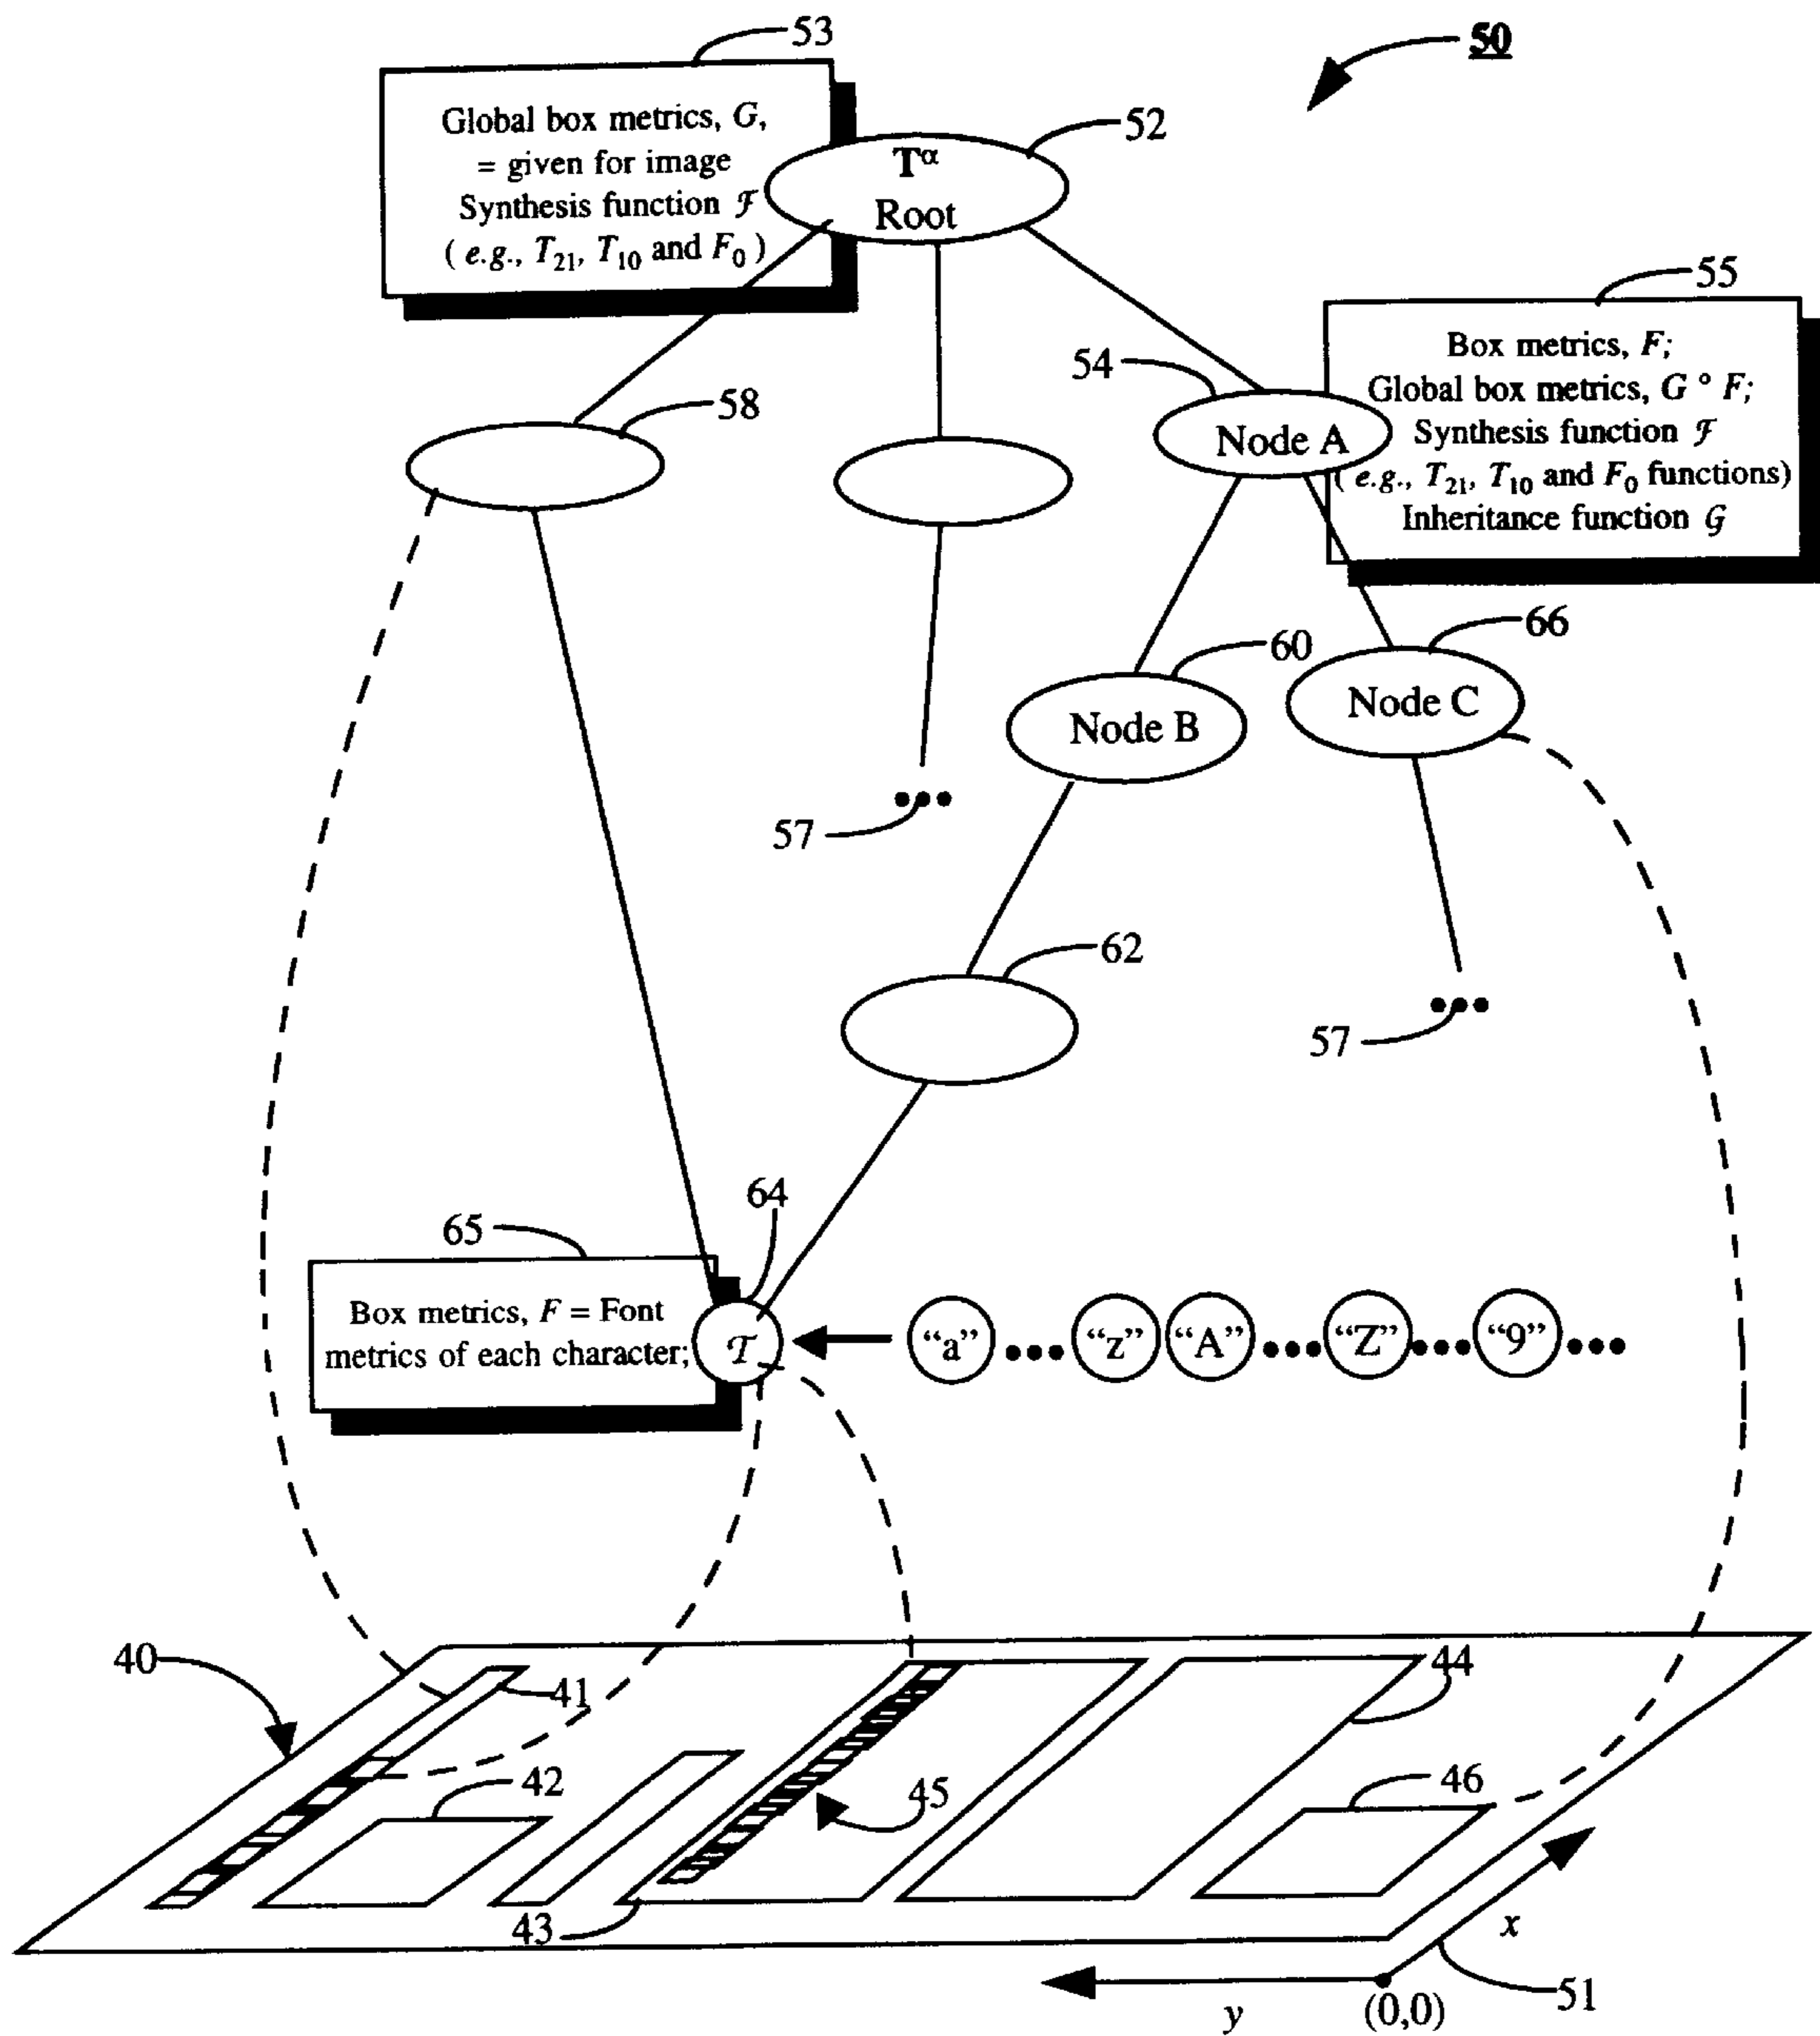 53
50
Global box metrics, G,
= given for image
Synthesis function ℱ
( e.g., T₂₁, T₁₀ and F₀ )
52
Tᵅ
Root
55
Box metrics, F;
Global box metrics, G ° F;
Synthesis function ℱ
( e.g., T₂₁, T₁₀ and F₀ functions)
Inheritance function 𝒢
54
Node A
58
60
66
Node B
Node C
57
62
57
64
65
Box metrics, F = Font
metrics of each character;
𝒯
“a” ••• “z” “A” ••• “Z” ••• “9” •••
40
41
44
42
45
46
43
x
51
y
(0,0)